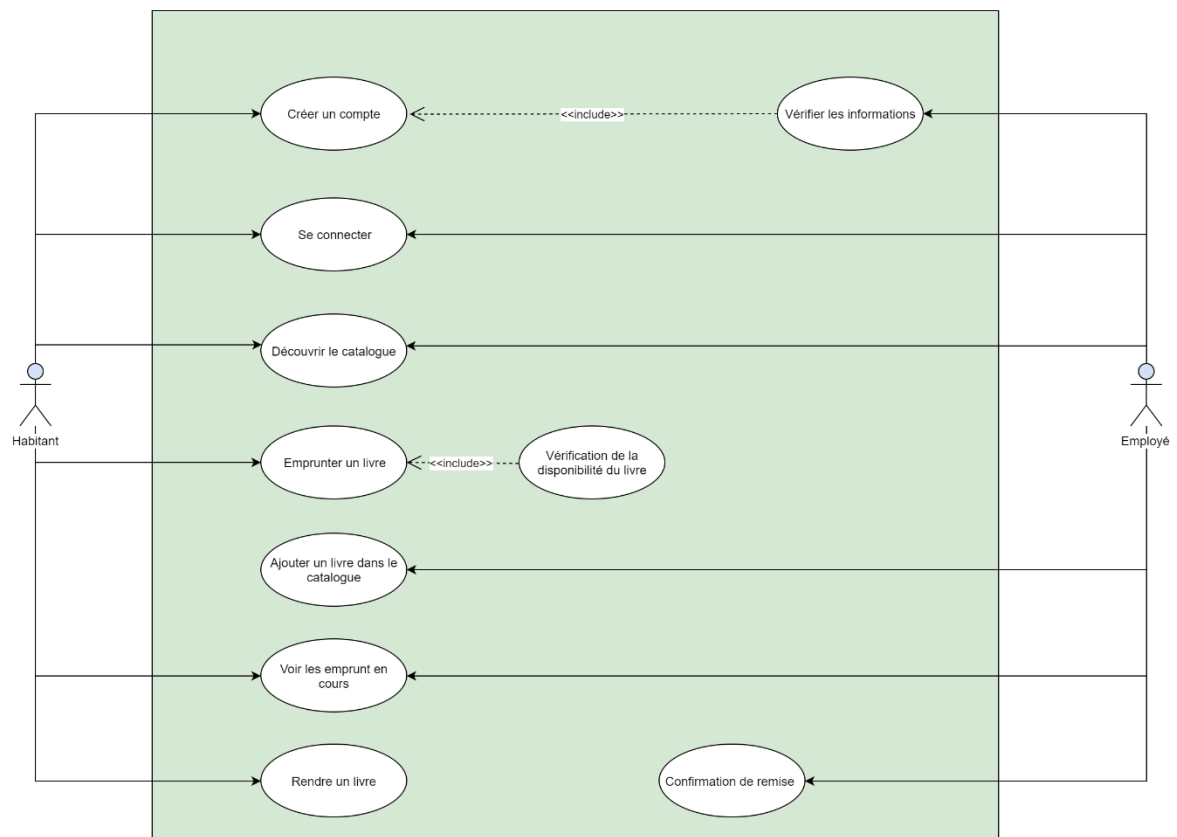 Créer un compte
<<include>>
Vérifier les informations
Se connecter
Découvrir le catalogue
Habitant
Employé
Emprunter un livre
<<include>>
Vérification de la
disponibilité du livre
Ajouter un livre dans le
catalogue
Voir les emprunt en
cours
Rendre un livre
Confirmation de remise